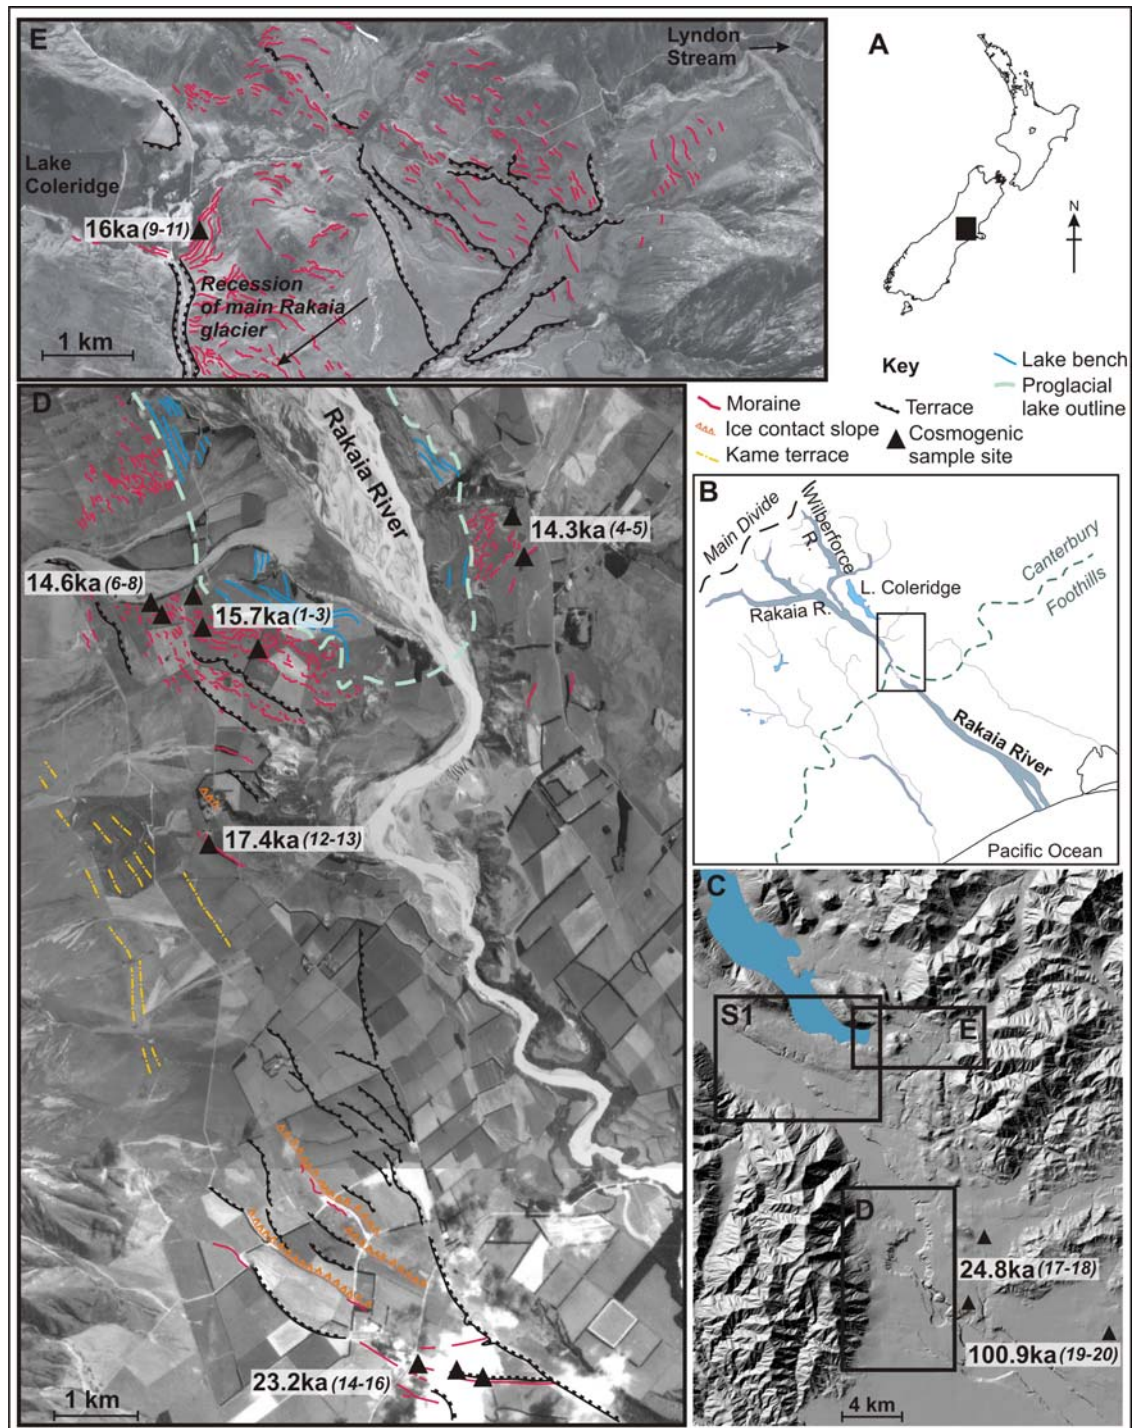 E
Lyndon
Stream
Lake
Coleridge
16ka (9-11)
Recession
of main Rakaia
glacier
1 km
A
N
Key
Lake bench
Proglacial
lake outline
Moraine
Ice contact slope
Kame terrace
Terrace
Cosmogenic
sample site
D
Rakaia River
14.3ka (4-5)
14.6ka (6-8)
15.7ka (1-3)
17.4ka (12-13)
23.2ka (14-16)
1 km
B
Main Divide
Wilberforce
R.
L. Coleridge
Rakaia R.
Canterbury
Foothills
Rakaia River
Pacific Ocean
C
S1
E
D
24.8ka (17-18)
100.9ka (19-20)
4 km